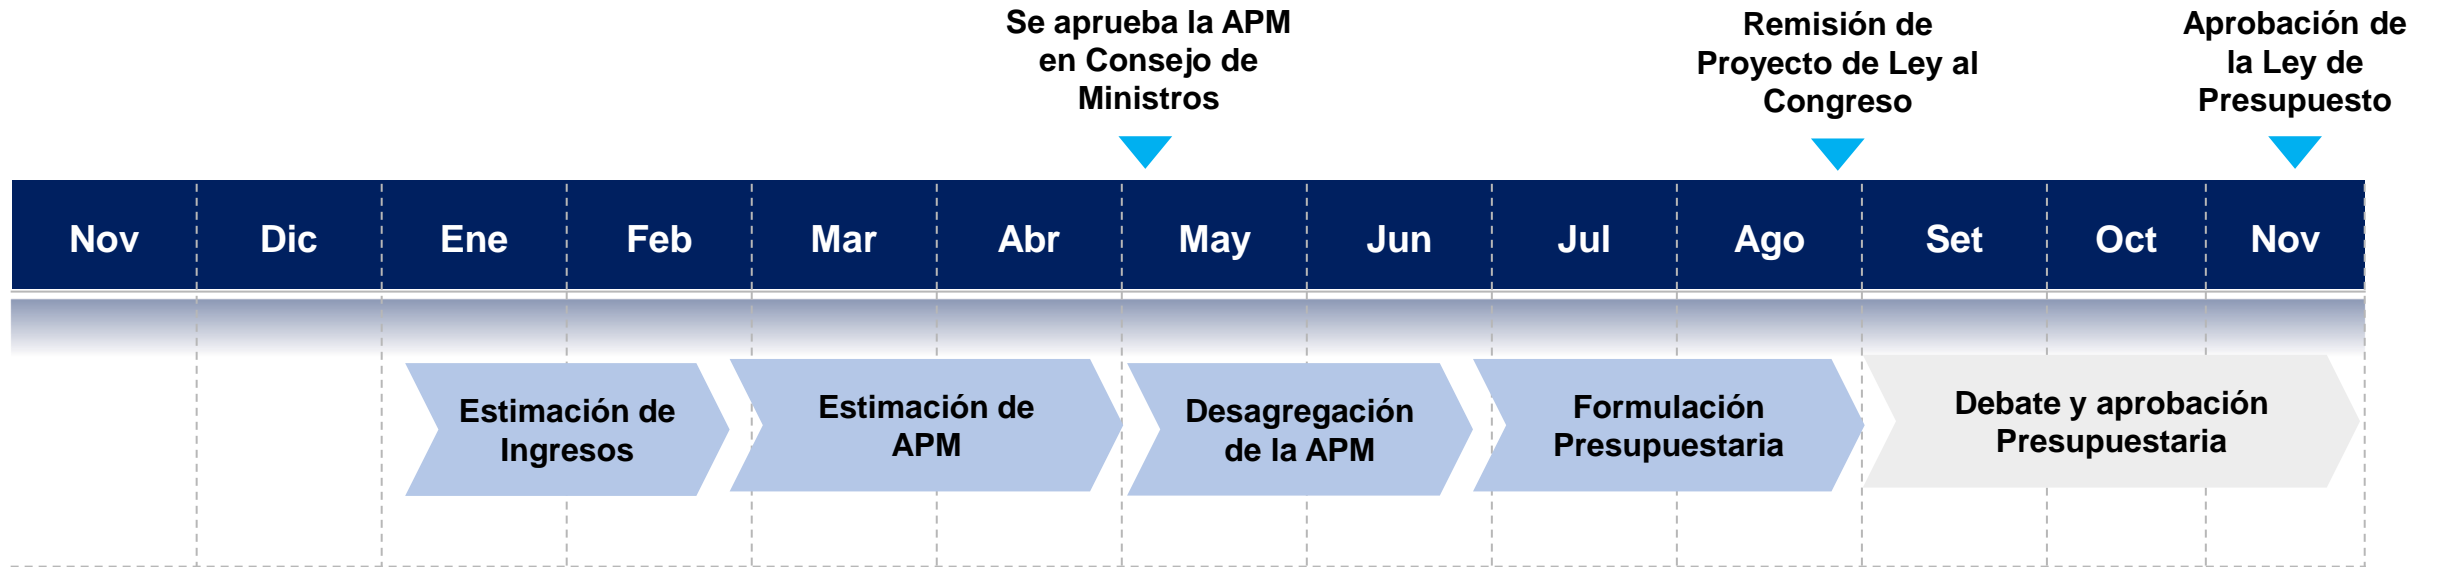 Se aprueba la APM
en Consejo de
Ministros
Remisión de
Proyecto de Ley al
Congreso
Aprobación de
la Ley de
Presupuesto
Nov Dic Ene Feb Mar Abr May Jun Jul Ago Set Oct Nov
Estimación de
Ingresos
Estimación de
APM
Desagregación
de la APM
Formulación
Presupuestaria
Debate y aprobación
Presupuestaria